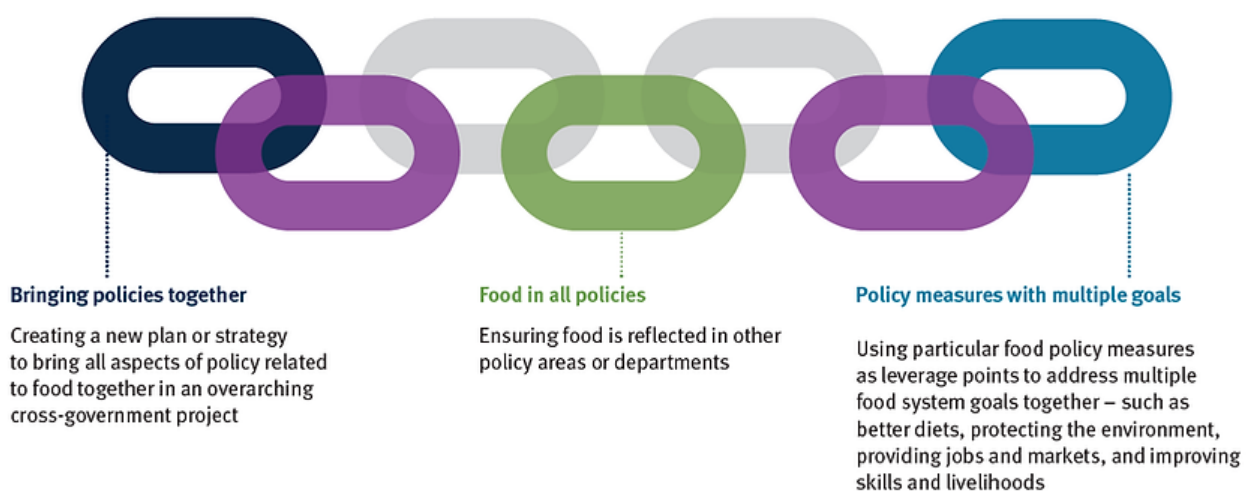 Bringing policies together
Creating a new plan or strategy
to bring all aspects of policy related
to food together in an overarching
cross-government project
Food in all policies
Ensuring food is reflected in other
policy areas or departments
Policy measures with multiple goals
Using particular food policy measures
as leverage points to address multiple
food system goals together – such as
better diets, protecting the environment,
providing jobs and markets, and improving
skills and livelihoods